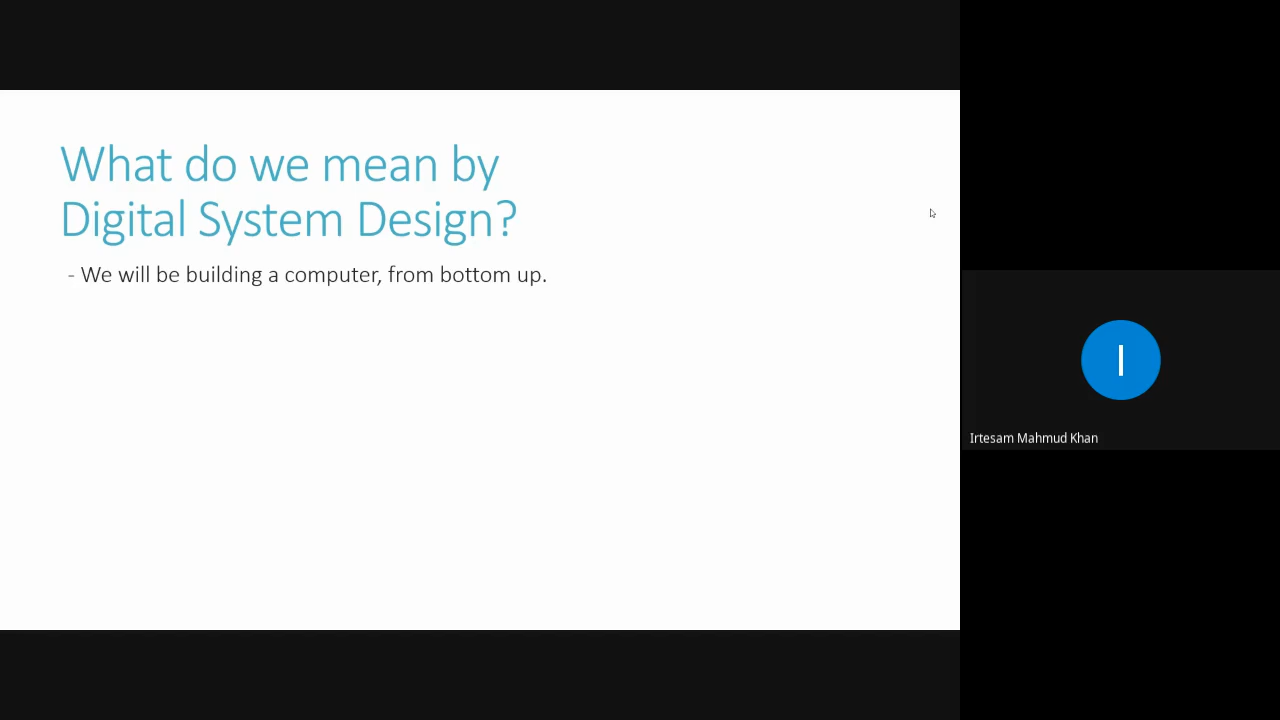 What do we mean by
Digital System Design?
- We will be building a computer, from bottom up.
I
Irtesam Mahmud Khan